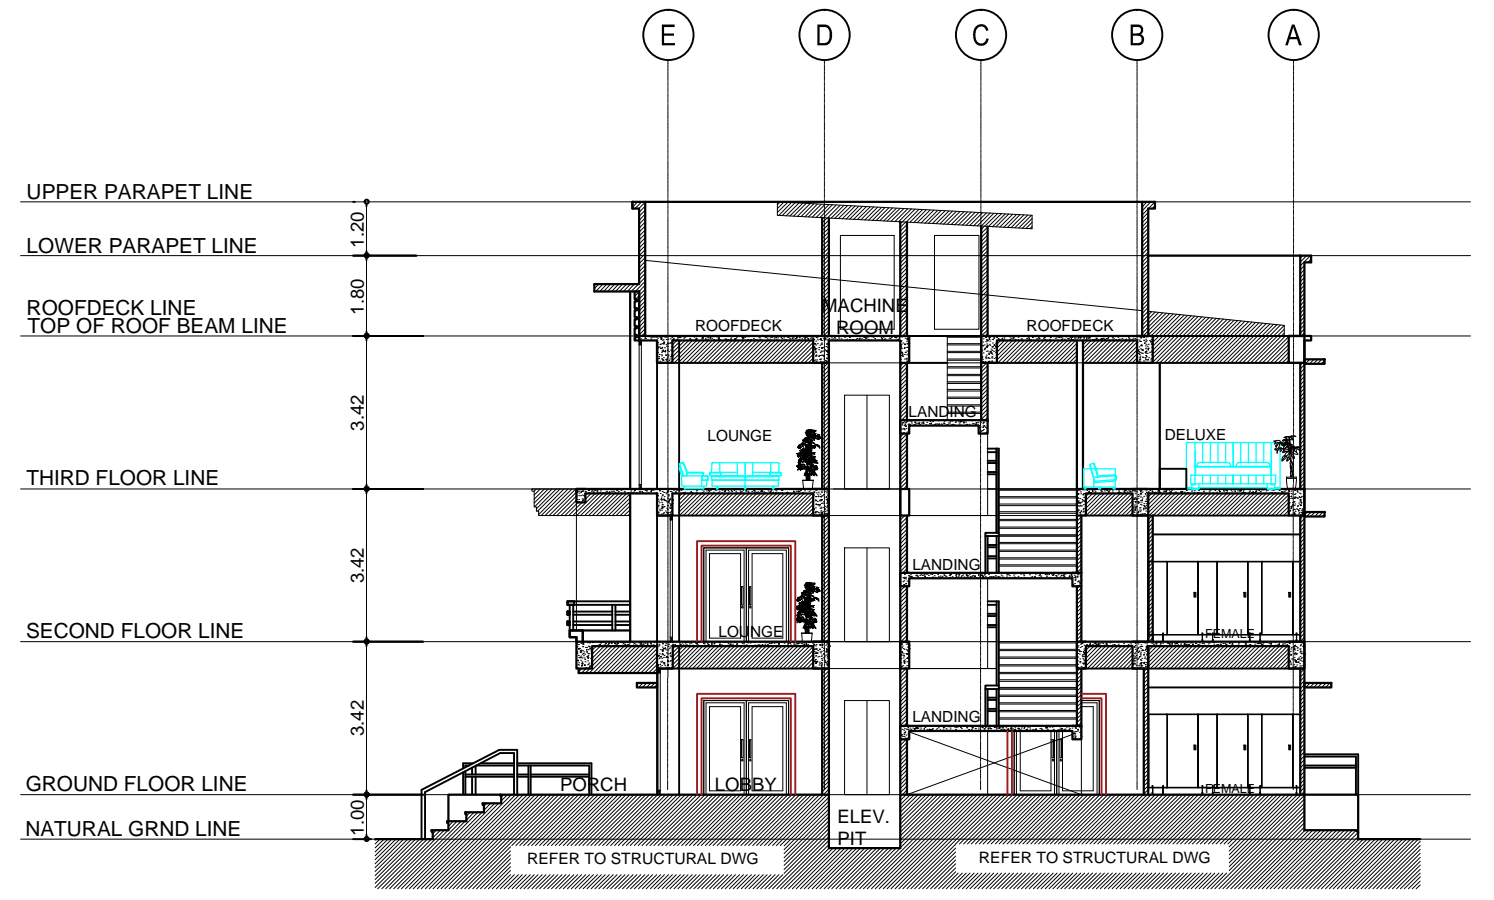 E
D
C
B
A
UPPER PARAPET LINE
1.20
LOWER PARAPET LINE
1.80
ROOFDECK LINE
TOP OF ROOF BEAM LINE
MACHINE
ROOM
ROOFDECK
ROOFDECK
3.42
LANDING
LOUNGE
DELUXE
THIRD FLOOR LINE
3.42
LANDING
SECOND FLOOR LINE
LOUNGE
FEMALE
3.42
LANDING
GROUND FLOOR LINE
PORCH
LOBBY
FEMALE
1.00
ELEV.
PIT
NATURAL GRND LINE
REFER TO STRUCTURAL DWG
REFER TO STRUCTURAL DWG